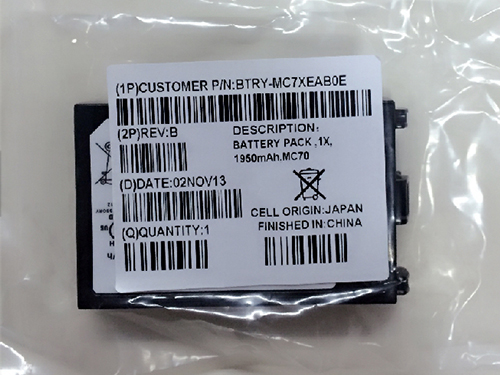 (1P)CUSTOMER P/N:BTRY-MC7XEAB0E
(2P)REV:B
DESCRIPTION:
BATTERY PACK ,1X,
1950mAh,MC70
(D)DATE:02NOV13
CELL ORIGIN:JAPAN
FINISHED IN:CHINA
(Q)QUANTITY:1